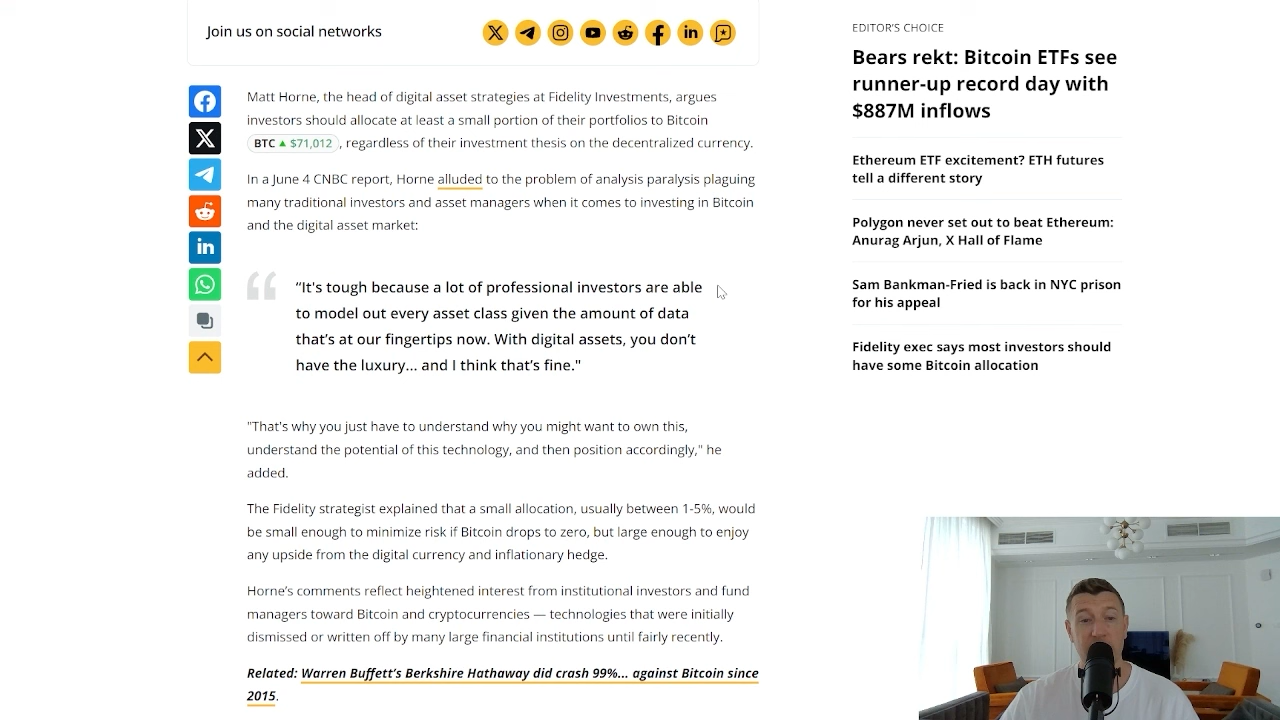 Join us on social networks
Matt Horne, the head of digital asset strategies at Fidelity Investments, argues
investors should allocate at least a small portion of their portfolios to Bitcoin
BTC ▲ $71,012 , regardless of their investment thesis on the decentralized currency.
In a June 4 CNBC report, Horne alluded to the problem of analysis paralysis plaguing
many traditional investors and asset managers when it comes to investing in Bitcoin
and the digital asset market:
“It's tough because a lot of professional investors are able
to model out every asset class given the amount of data
that’s at our fingertips now. With digital assets, you don’t
have the luxury... and I think that’s fine."
"That’s why you just have to understand why you might want to own this,
understand the potential of this technology, and then position accordingly," he
added.
The Fidelity strategist explained that a small allocation, usually between 1-5%, would
be small enough to minimize risk if Bitcoin drops to zero, but large enough to enjoy
any upside from the digital currency and inflationary hedge.
Horne’s comments reflect heightened interest from institutional investors and fund
managers toward Bitcoin and cryptocurrencies — technologies that were initially
dismissed or written off by many large financial institutions until fairly recently.
Related: Warren Buffett’s Berkshire Hathaway did crash 99%... against Bitcoin since
2015.
EDITOR’S CHOICE
Bears rekt: Bitcoin ETFs see
runner-up record day with
$887M inflows
Ethereum ETF excitement? ETH futures
tell a different story
Polygon never set out to beat Ethereum:
Anurag Arjun, X Hall of Flame
Sam Bankman-Fried is back in NYC prison
for his appeal
Fidelity exec says most investors should
have some Bitcoin allocation